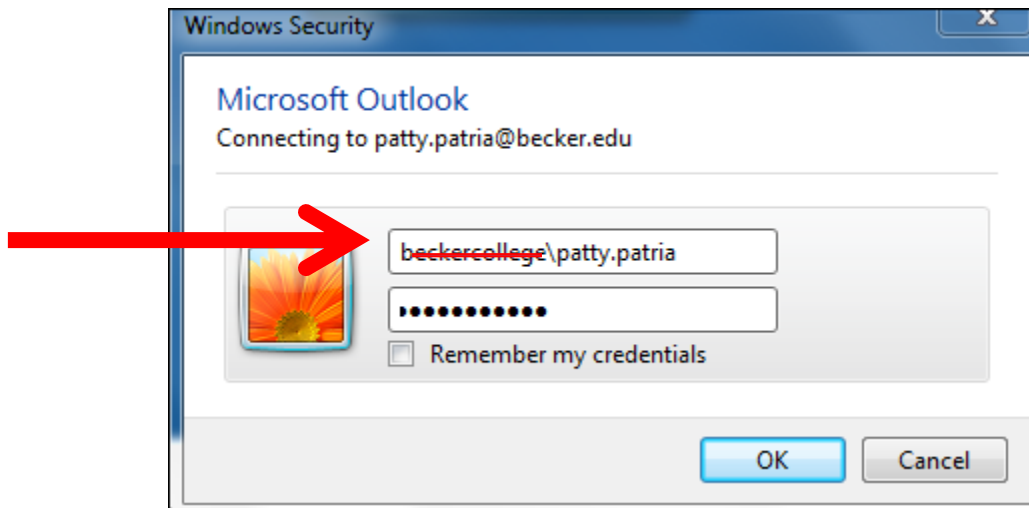 Windows Security
X
Microsoft Outlook
Connecting to patty.patria@becker.edu
beckercollege\patty.patria
●●●●●●●●●●●
Remember my credentials
OK
Cancel